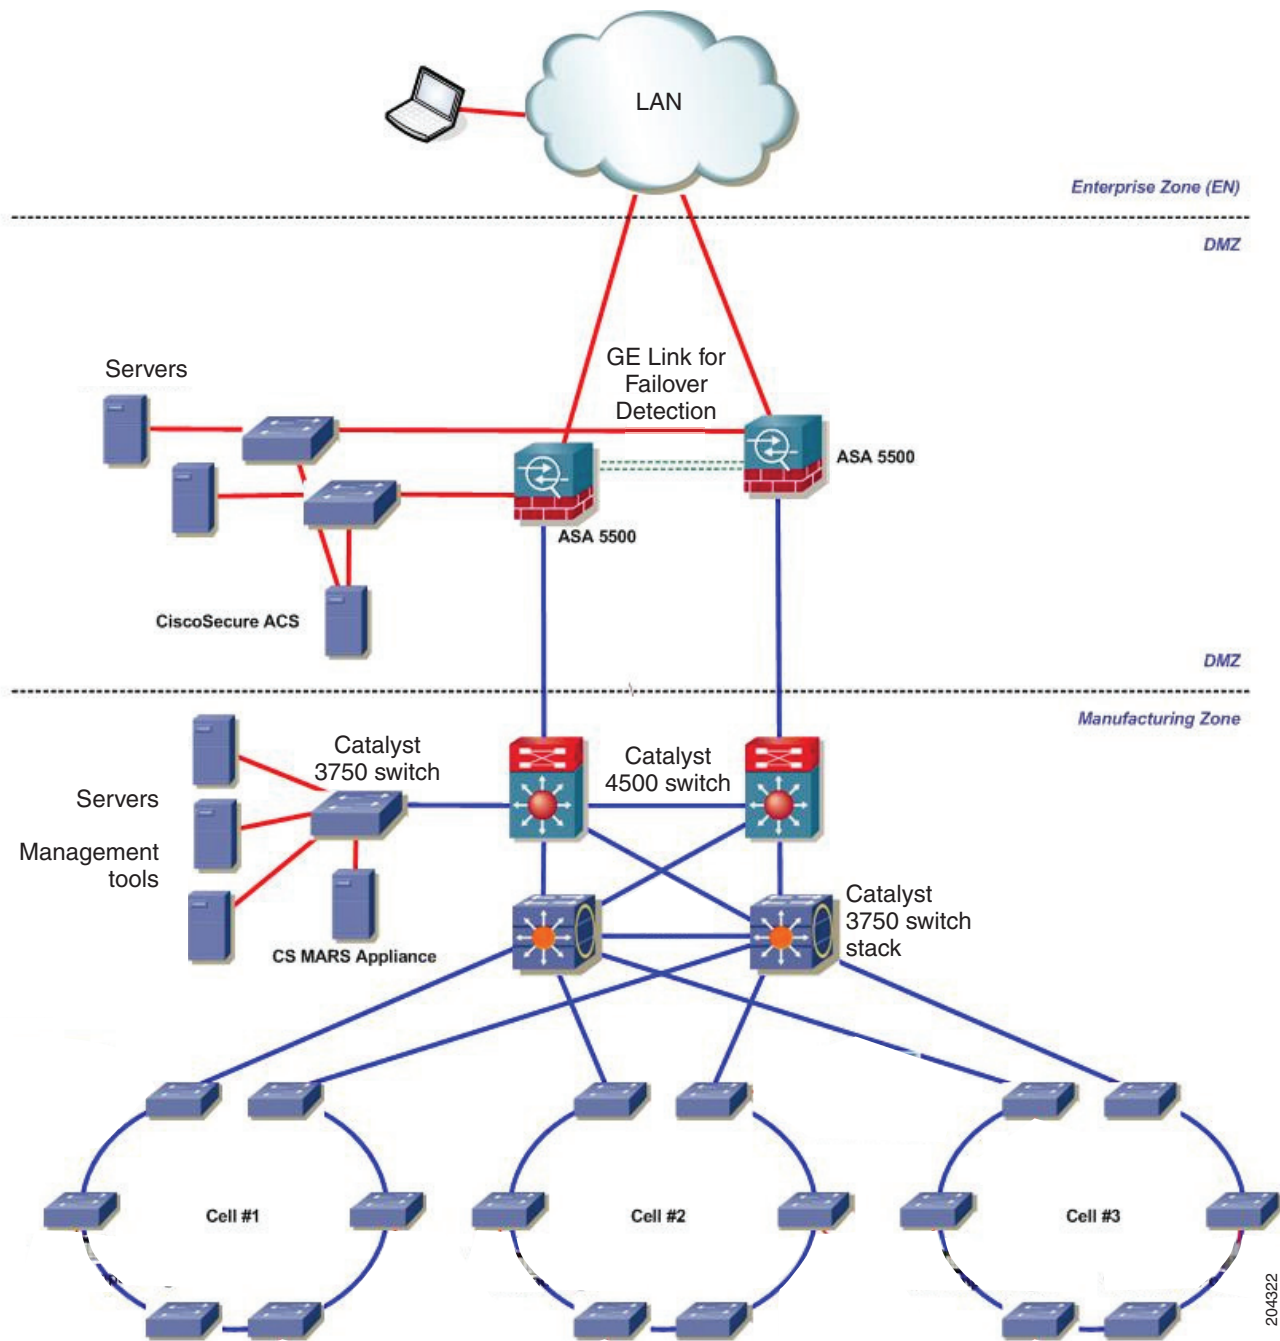 LAN
Enterprise Zone (EN)
DMZ
GE Link for
Failover
Detection
Servers
ASA 5500
ASA 5500
CiscoSecure ACS
DMZ
Manufacturing Zone
Catalyst
3750 switch
Catalyst
4500 switch
Servers
Management
tools
Catalyst
3750 switch
stack
CS MARS Appliance
Cell #1
Cell #2
Cell #3
204322